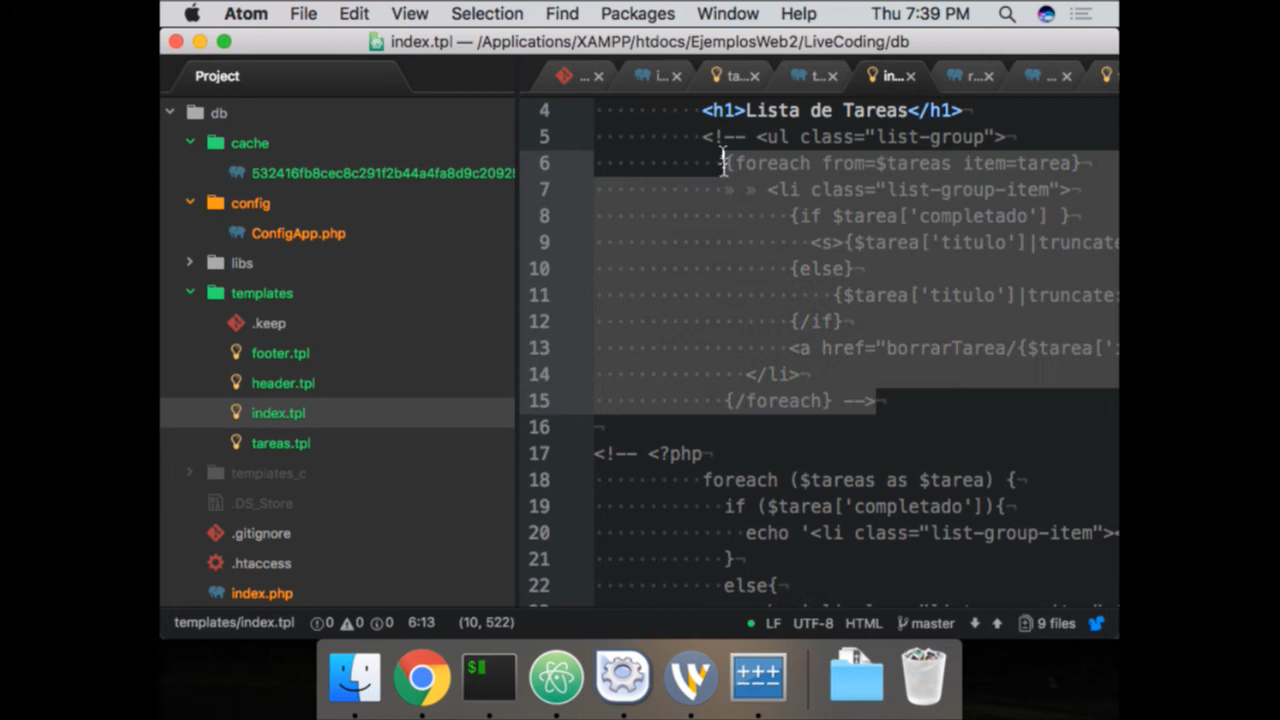 Atom File Edit View Selection Find Packages Window Help Thu 7:39 PM
index.tpl — /Applications/XAMPP/htdocs/EjemplosWeb2/LiveCoding/db
Project
... i... ta... t... in... r... ...
db
cache
532416fb8cec8c291f2b44a4fa8d9c2092
config
ConfigApp.php
libs
templates
.keep
footer.tpl
header.tpl
index.tpl
tareas.tpl
templates_c
.DS_Store
.gitignore
.htaccess
index.php
4 <h1>Lista de Tareas</h1>
5 <!-- <ul class="list-group">
6 {foreach from=$tareas item=tarea}
7 » » <li class="list-group-item">
8 {if $tarea['completado'] }
9 <s>{$tarea['titulo']|truncate
10 {else}
11 {$tarea['titulo']|truncate:
12 {/if}
13 <a href="borrarTarea/{$tarea['
14 </li>
15 {/foreach} -->
16
17 <!-- <?php
18 foreach ($tareas as $tarea) {
19 if ($tarea['completado']){
20 echo '<li class="list-group-item"><
21 }
22 else{
templates/index.tpl 0 0 0 6:13 (10, 522) LF UTF-8 HTML master 9 files
$
+++